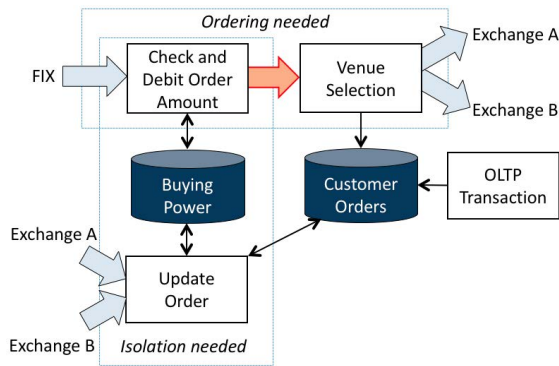 Ordering needed
Exchange A
FIX
Check and
Debit Order
Amount
Venue
Selection
Exchange B
Buying
Power
Customer
Orders
OLTP
Transaction
Exchange A
Update
Order
Exchange B
Isolation needed